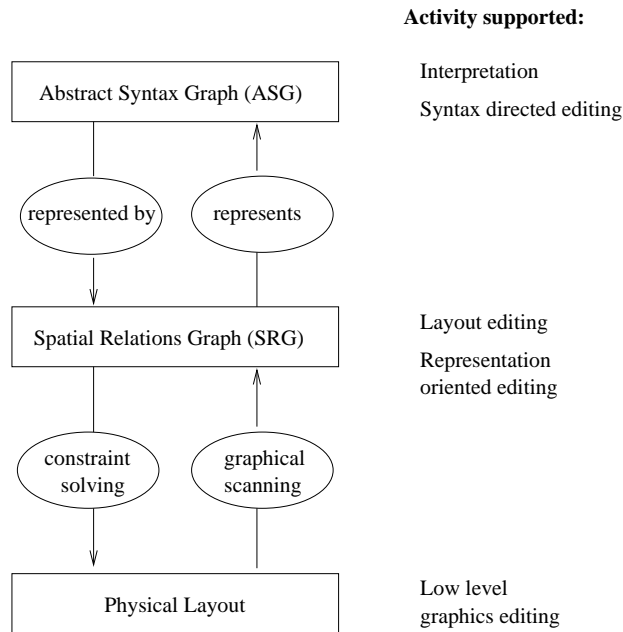 Activity supported:
Abstract Syntax Graph (ASG)
Interpretation
Syntax directed editing
represented by
represents
Spatial Relations Graph (SRG)
Layout editing
Representation
oriented editing
constraint
solving
graphical
scanning
Physical Layout
Low level
graphics editing